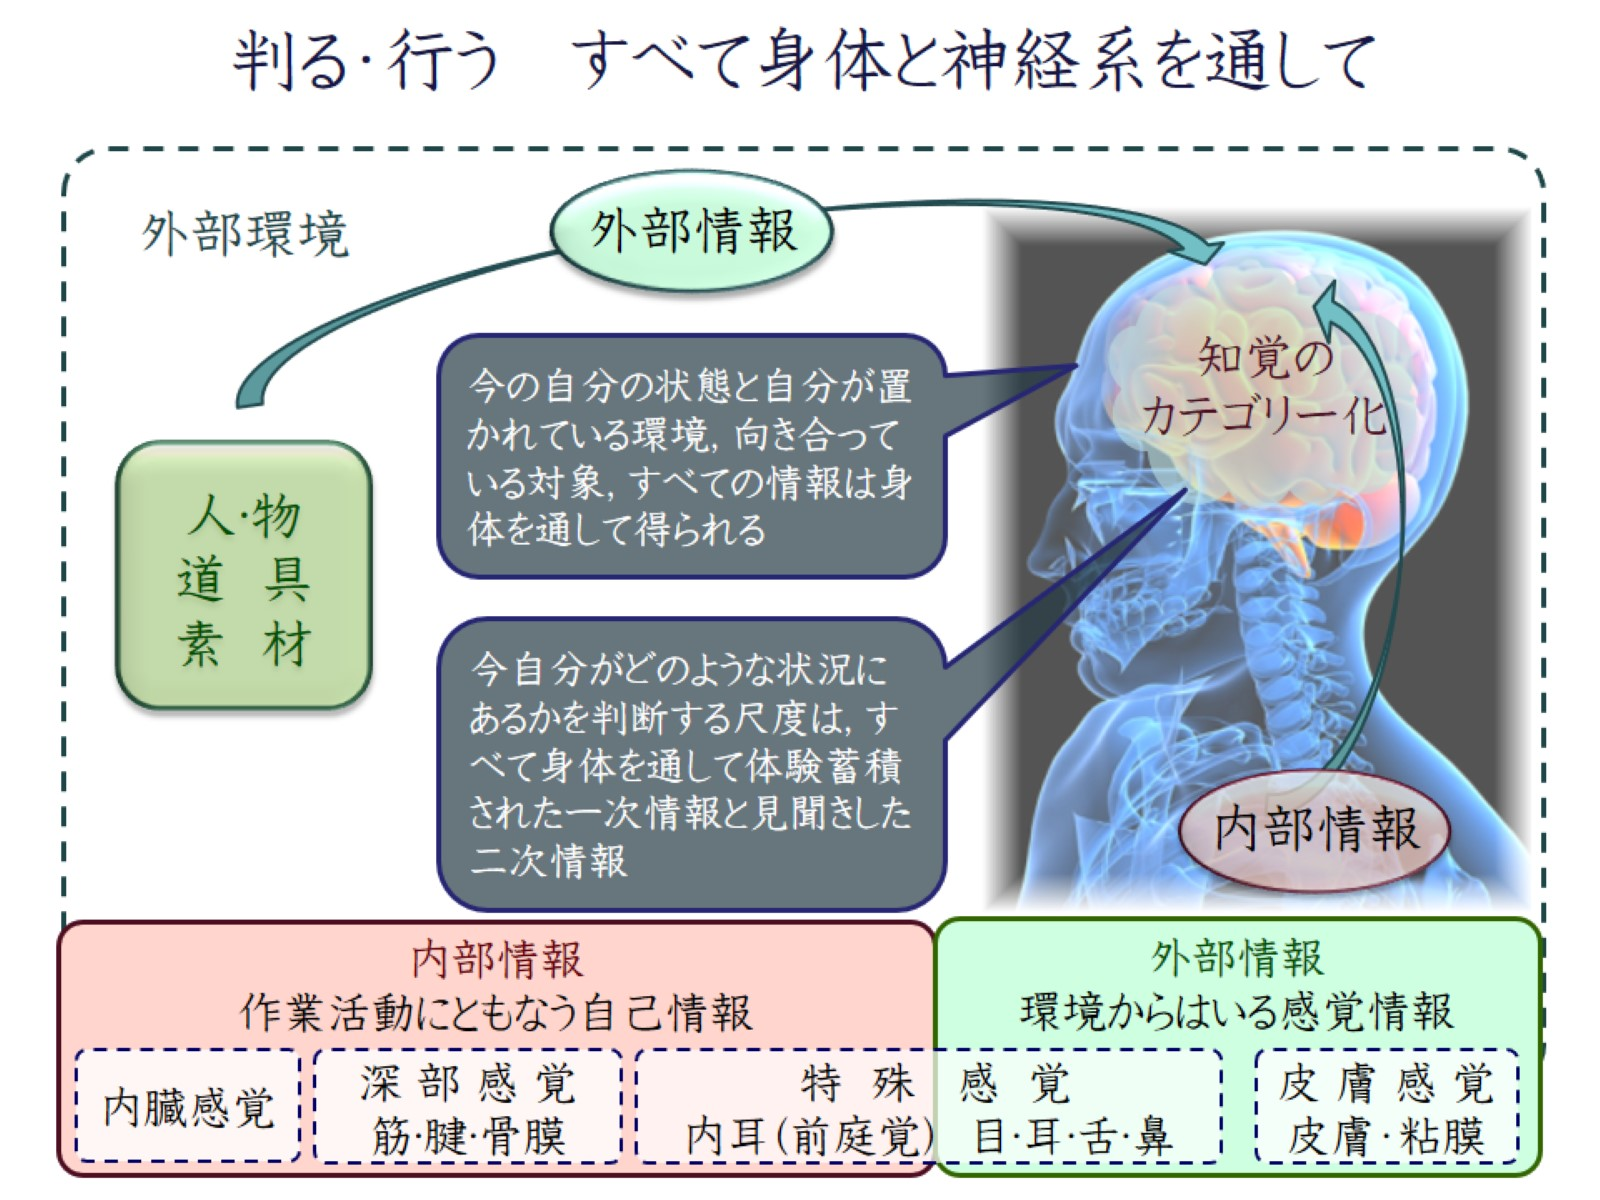 判る・行う　すべて身体と神経系を通して
外部環境
外部情報
人・物
道　具
素　材
今の自分の状態と自分が置
かれている環境, 向き合って
いる対象, すべての情報は身
体を通して得られる
知覚の
カテゴリー化
今自分がどのような状況に
あるかを判断する尺度は, す
べて身体を通して体験蓄積
された一次情報と見聞きした
二次情報
内部情報
内部情報
作業活動にともなう自己情報
内臓感覚
深部感覚
筋・腱・骨膜
外部情報
環境からはいる感覚情報
特　殊　感　覚
内耳(前庭覚)　目・耳・舌・鼻
皮膚感覚
皮膚・粘膜